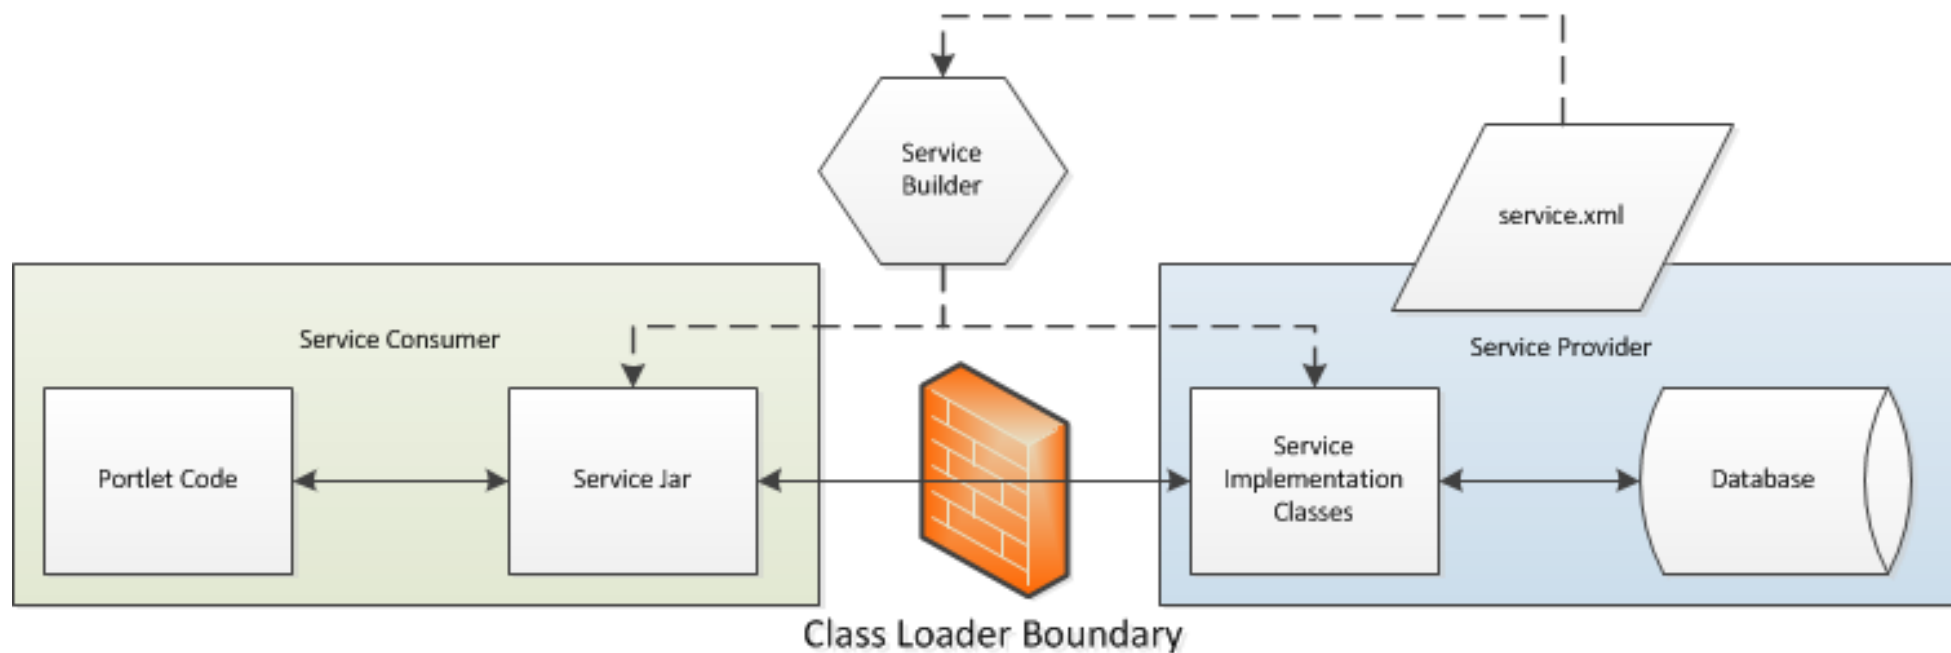 Service
Builder
service.xml
Service Consumer
Service Provider
Portlet Code
Service Jar
Service
Implementation
Classes
Database
Class Loader Boundary